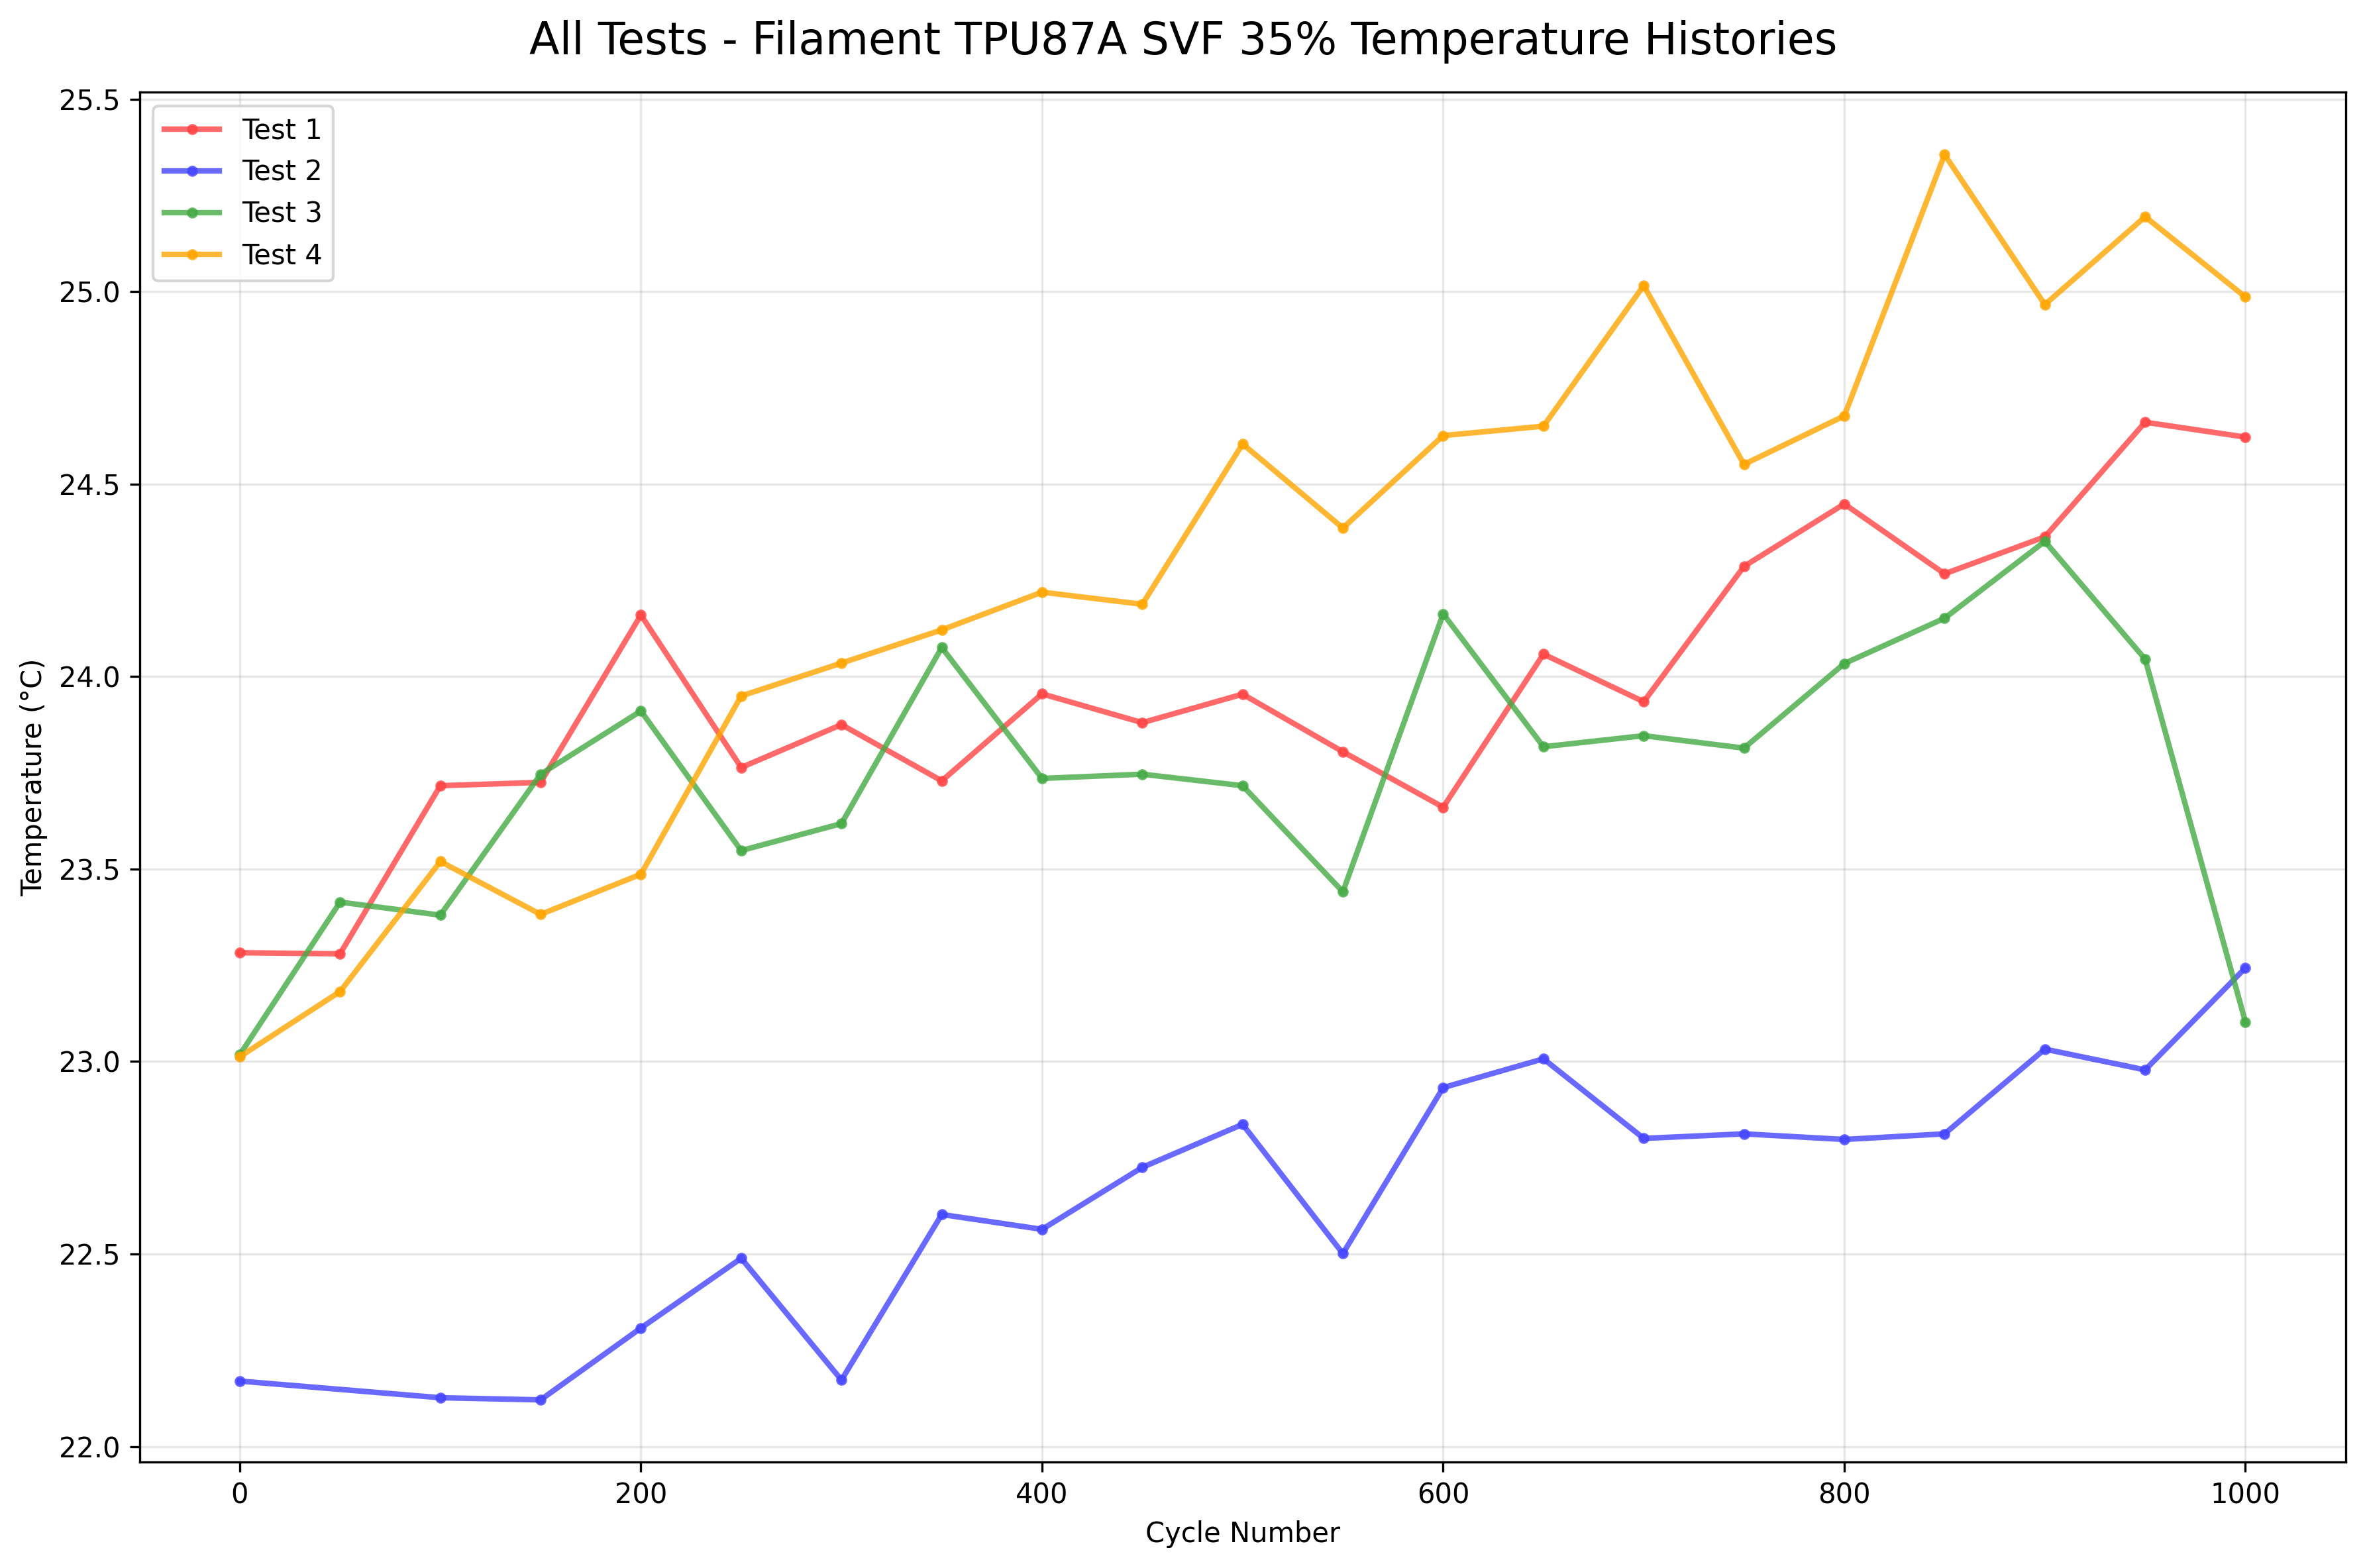 All Tests - Filament TPU87A SVF 35% Temperature Histories
Test 1
Test 2
Test 3
Test 4
Temperature (°C)
25.5
25.0
24.5
24.0
23.5
23.0
22.5
22.0
0 200 400 600 800 1000
Cycle Number